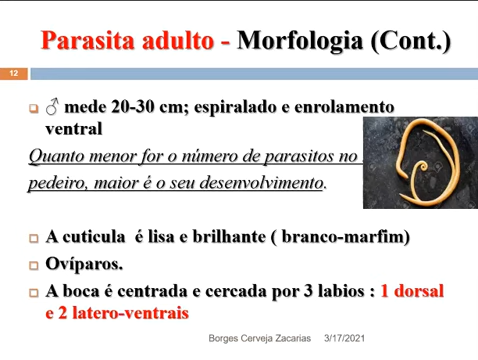 Parasita adulto - Morfologia (Cont.)
12
♂ mede 20-30 cm; espiralado e enrolamento
ventral
Quanto menor for o número de parasitos no
pedeiro, maior é o seu desenvolvimento.
A cuticula é lisa e brilhante ( branco-marfim)
Ovíparos.
A boca é centrada e cercada por 3 labios : 1 dorsal
e 2 latero-ventrais
Borges Cerveja Zacarias 3/17/2021